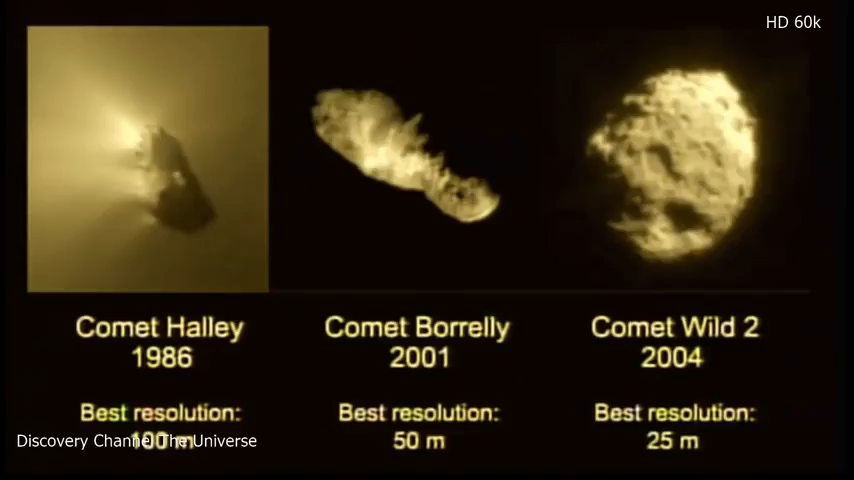 HD 60k
Comet Halley
1986
Best resolution:
100 m
Comet Borrelly
2001
Best resolution:
50 m
Comet Wild 2
2004
Best resolution:
25 m
Discovery Channel The Universe